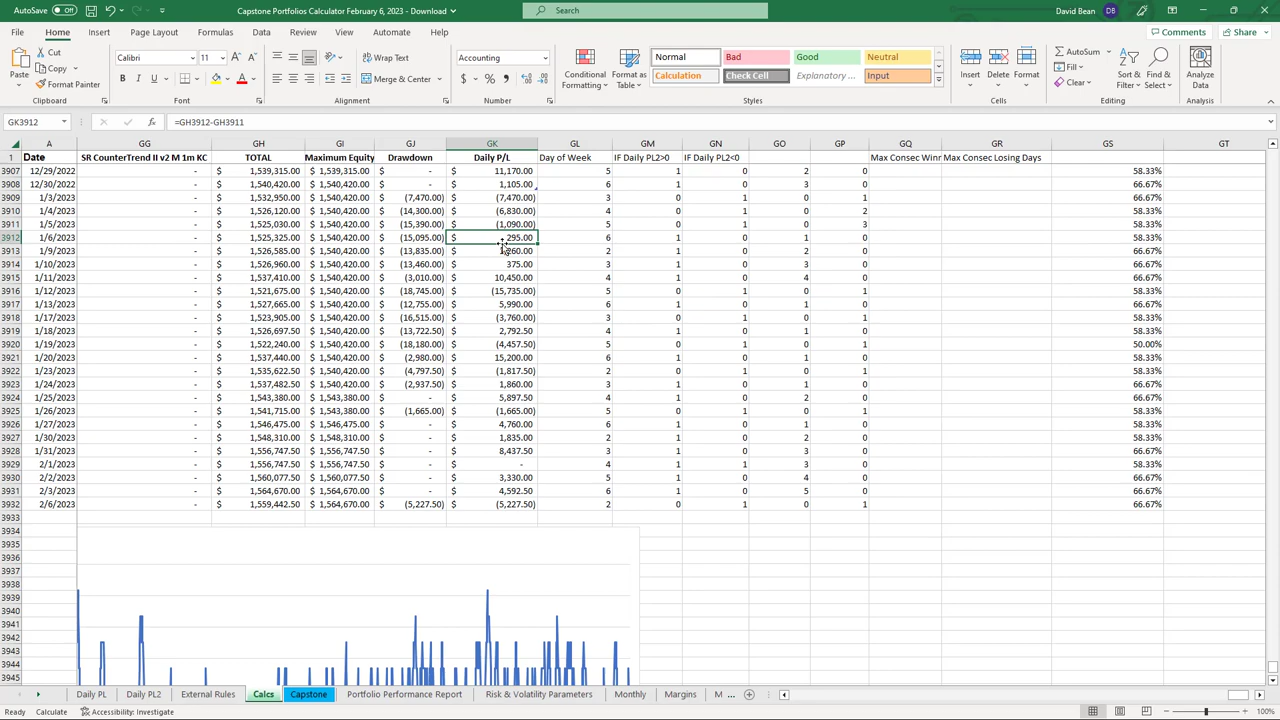 AutoSave Off Capstone Portfolios Calculator February 6, 2023 - Download Search David Bean DB
File Home Insert Page Layout Formulas Data Review View Automate Help Comments Share
Paste Cut Copy Format Painter Calibri 11 Wrap Text Merge & Center Accounting Conditional Formatting Format as Table Normal Bad Good Neutral Calculation Check Cell Explanatory ... Input Insert Delete Format AutoSum Fill Clear Sort & Filter Find & Select Analyze Data
Clipboard Font Alignment Number Styles Cells Editing Analysis
GK3912 =GH3912-GH3911
A GG GH GI GJ GK GL GM GN GO GP GQ GR GS GT
1 Date SR CounterTrend II v2 M 1m KC TOTAL Maximum Equity Drawdown Daily P/L Day of Week IF Daily PL2>0 IF Daily PL2<0 Max Consec Winr Max Consec Losing Days
3907 12/29/2022 - $ 1,539,315.00 $ 1,539,315.00 $ - $ 11,170.00 5 1 0 2 0 58.33%
3908 12/30/2022 - $ 1,540,420.00 $ 1,540,420.00 $ - $ 1,105.00 6 1 0 3 0 66.67%
3909 1/3/2023 - $ 1,532,950.00 $ 1,540,420.00 $ (7,470.00) $ (7,470.00) 3 0 1 0 1 66.67%
3910 1/4/2023 - $ 1,526,120.00 $ 1,540,420.00 $ (14,300.00) $ (6,830.00) 4 0 1 0 2 58.33%
3911 1/5/2023 - $ 1,525,030.00 $ 1,540,420.00 $ (15,390.00) $ (1,090.00) 5 0 1 0 3 66.67%
3912 1/6/2023 - $ 1,525,325.00 $ 1,540,420.00 $ (15,095.00) $ 295.00 6 1 0 1 0 58.33%
3913 1/9/2023 - $ 1,526,585.00 $ 1,540,420.00 $ (13,835.00) $ 1,260.00 2 1 0 2 0 66.67%
3914 1/10/2023 - $ 1,526,960.00 $ 1,540,420.00 $ (13,460.00) $ 375.00 3 1 0 3 0 66.67%
3915 1/11/2023 - $ 1,537,410.00 $ 1,540,420.00 $ (3,010.00) $ 10,450.00 4 1 0 4 0 58.33%
3916 1/12/2023 - $ 1,521,675.00 $ 1,540,420.00 $ (18,745.00) $ (15,735.00) 5 0 1 0 1 66.67%
3917 1/13/2023 - $ 1,527,665.00 $ 1,540,420.00 $ (12,755.00) $ 5,990.00 6 1 0 1 0 66.67%
3918 1/17/2023 - $ 1,523,905.00 $ 1,540,420.00 $ (16,515.00) $ (3,760.00) 3 0 1 0 1 58.33%
3919 1/18/2023 - $ 1,526,697.50 $ 1,540,420.00 $ (13,722.50) $ 2,792.50 4 1 0 1 0 58.33%
3920 1/19/2023 - $ 1,522,240.00 $ 1,540,420.00 $ (18,180.00) $ (4,457.50) 5 0 1 0 1 50.00%
3921 1/20/2023 - $ 1,537,440.00 $ 1,540,420.00 $ (2,980.00) $ 15,200.00 6 1 0 1 0 58.33%
3922 1/23/2023 - $ 1,535,622.50 $ 1,540,420.00 $ (4,797.50) $ (1,817.50) 2 0 1 0 1 58.33%
3923 1/24/2023 - $ 1,537,482.50 $ 1,540,420.00 $ (2,937.50) $ 1,860.00 3 1 0 1 0 66.67%
3924 1/25/2023 - $ 1,543,380.00 $ 1,543,380.00 $ - $ 5,897.50 4 1 0 2 0 66.67%
3925 1/26/2023 - $ 1,541,715.00 $ 1,543,380.00 $ (1,665.00) $ (1,665.00) 5 0 1 0 1 58.33%
3926 1/27/2023 - $ 1,546,475.00 $ 1,546,475.00 $ - $ 4,760.00 6 1 0 1 0 58.33%
3927 1/30/2023 - $ 1,548,310.00 $ 1,548,310.00 $ - $ 1,835.00 2 1 0 2 0 58.33%
3928 1/31/2023 - $ 1,556,747.50 $ 1,556,747.50 $ - $ 8,437.50 3 1 0 3 0 66.67%
3929 2/1/2023 - $ 1,556,747.50 $ 1,556,747.50 $ - $ - 4 1 1 3 0 58.33%
3930 2/2/2023 - $ 1,560,077.50 $ 1,560,077.50 $ - $ 3,330.00 5 1 0 4 0 66.67%
3931 2/3/2023 - $ 1,564,670.00 $ 1,564,670.00 $ - $ 4,592.50 6 1 0 5 0 66.67%
3932 2/6/2023 - $ 1,559,442.50 $ 1,564,670.00 $ (5,227.50) $ (5,227.50) 2 0 1 0 1 66.67%
3933
3934
3935
3936
3937
3938
3939
3940
3941
3942
3943
3944
3945
Daily PL Daily PL2 External Rules Calcs Capstone Portfolio Performance Report Risk & Volatility Parameters Monthly Margins M ...
Ready Calculate Accessibility: Investigate 100%